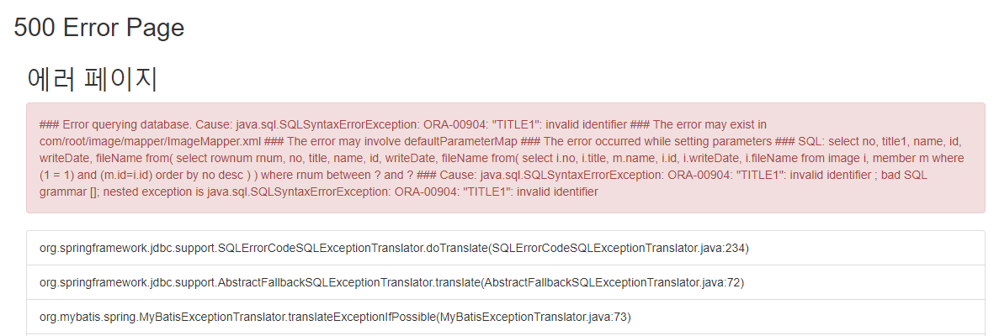 500 Error Page
에러 페이지
### Error querying database. Cause: java.sql.SQLSyntaxErrorException: ORA-00904: "TITLE1": invalid identifier ### The error may exist in
com/root/image/mapper/ImageMapper.xml ### The error may involve defaultParameterMap ### The error occurred while setting parameters ### SQL: select no, title1, name, id,
writeDate, fileName from( select rownum rnum, no, title, name, id, writeDate, fileName from( select i.no, i.title, m.name, i.id, i.writeDate, i.fileName from image i, member m where
(1 = 1) and (m.id=i.id) order by no desc ) ) where rnum between ? and ? ### Cause: java.sql.SQLSyntaxErrorException: ORA-00904: "TITLE1": invalid identifier ; bad SQL
grammar []; nested exception is java.sql.SQLSyntaxErrorException: ORA-00904: "TITLE1": invalid identifier
org.springframework.jdbc.support.SQLErrorCodeSQLExceptionTranslator.doTranslate(SQLErrorCodeSQLExceptionTranslator.java:234)
org.springframework.jdbc.support.AbstractFallbackSQLExceptionTranslator.translate(AbstractFallbackSQLExceptionTranslator.java:72)
org.mybatis.spring.MyBatisExceptionTranslator.translateExceptionIfPossible(MyBatisExceptionTranslator.java:73)